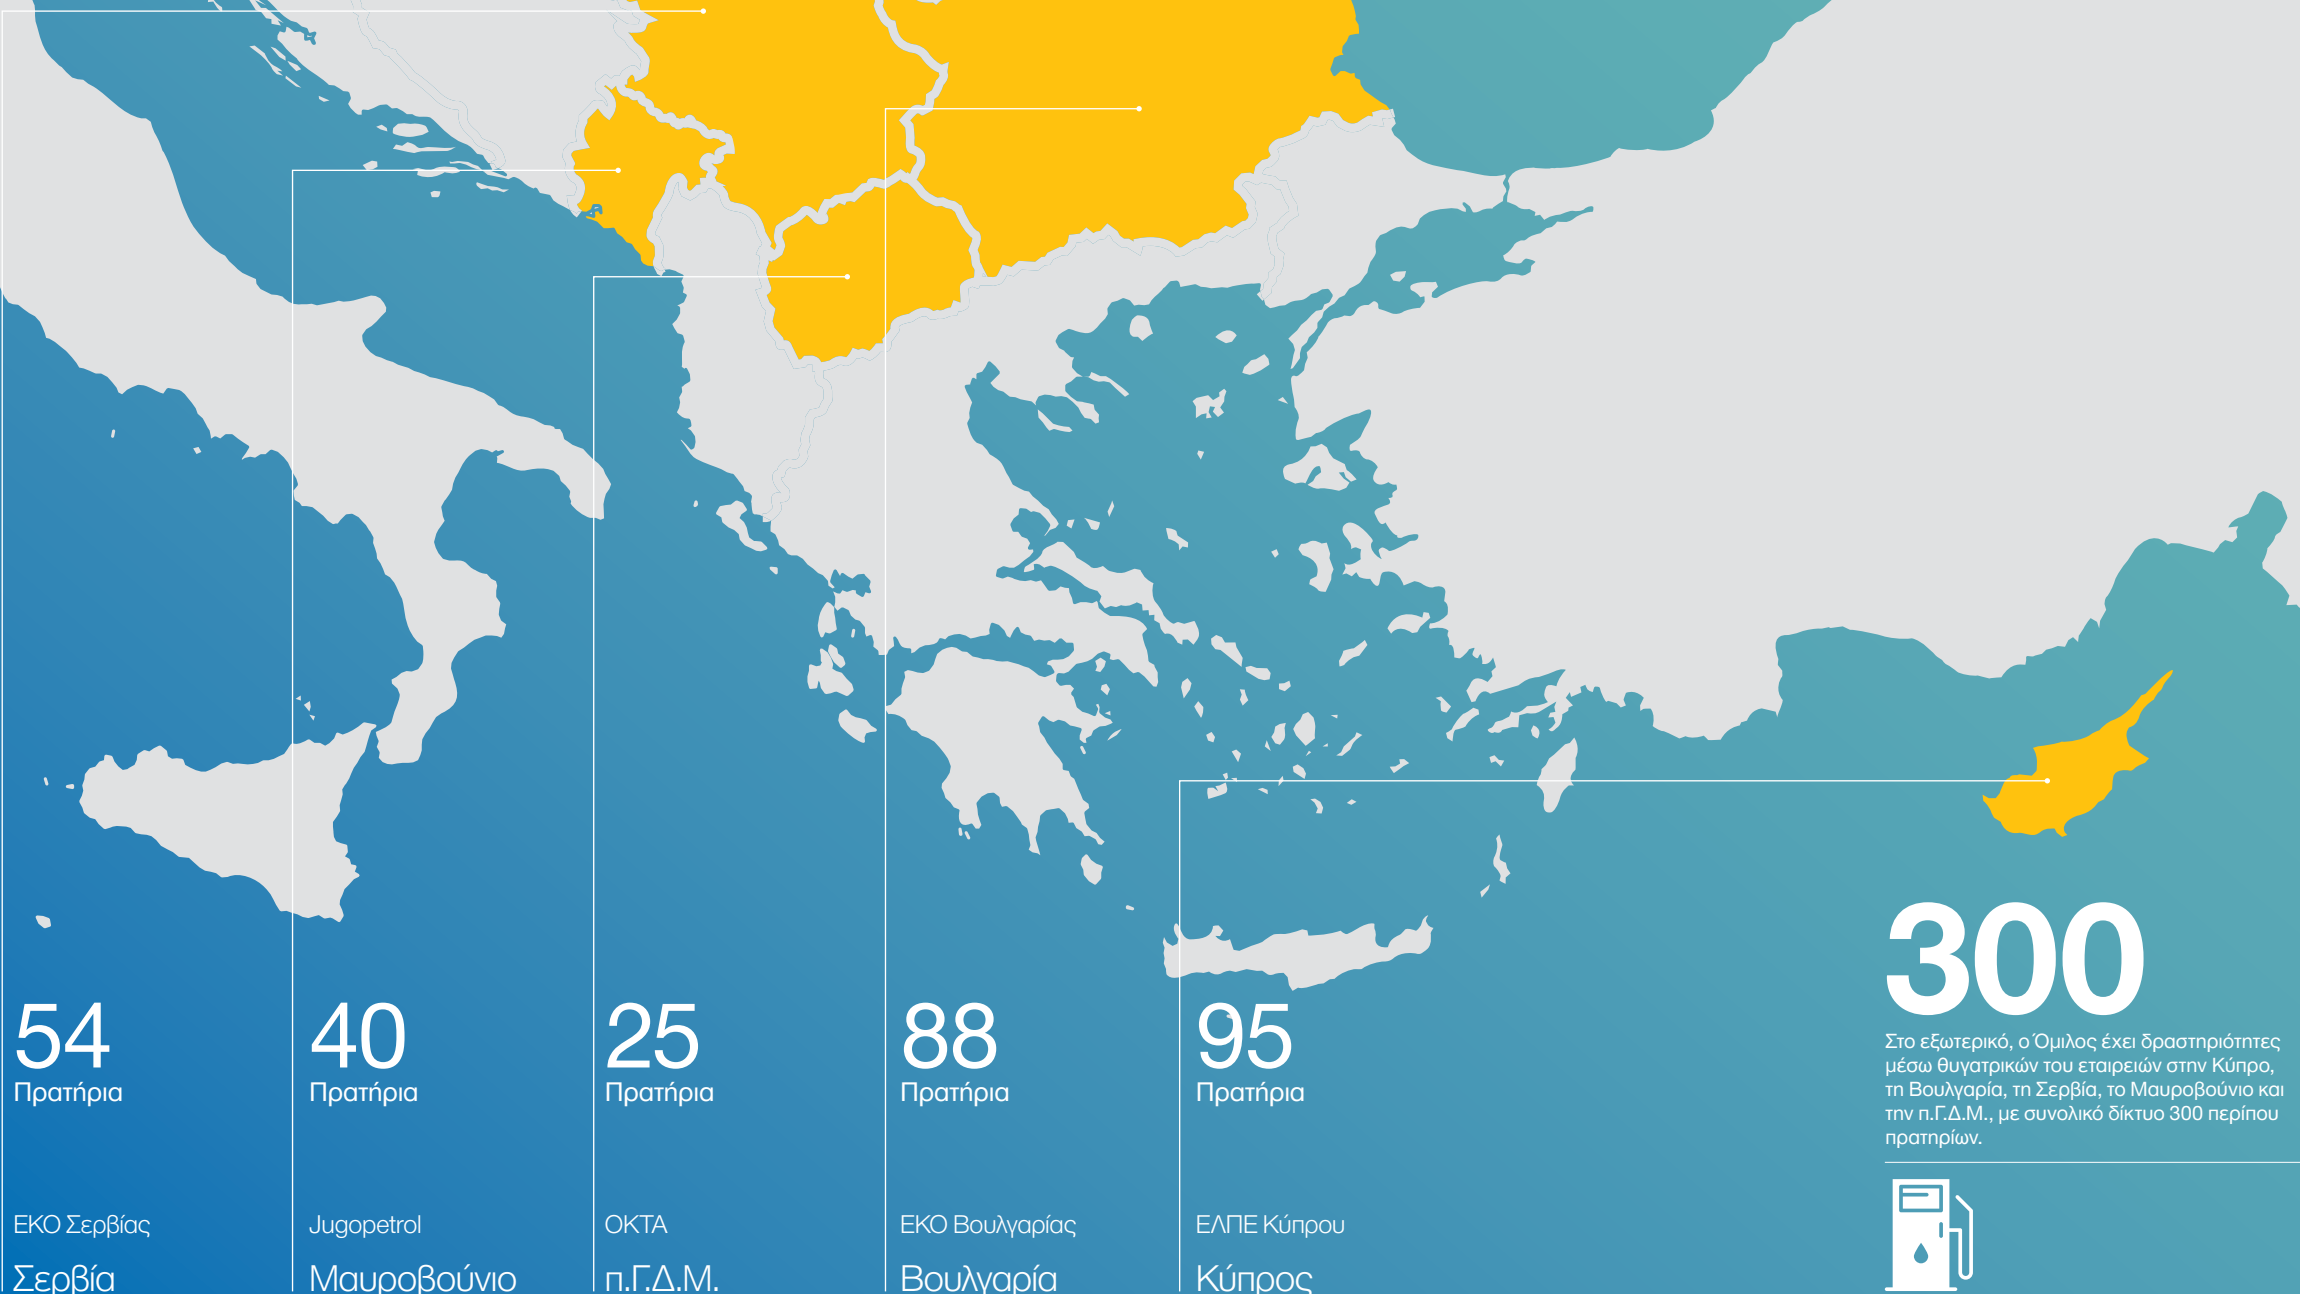 54
Πρατήρια
ΕΚΟ Σερβίας
Σερβία
40
Πρατήρια
Jugopetrol
Μαυροβούνιο
25
Πρατήρια
ΟΚΤΑ
π.Γ.Δ.Μ.
88
Πρατήρια
ΕΚΟ Βουλγαρίας
Βουλγαρία
95
Πρατήρια
ΕΛΠΕ Κύπρου
Κύπρος
300
Στο εξωτερικό, ο Όμιλος έχει δραστηριότητες
μέσω θυγατρικών του εταιρειών στην Κύπρο,
τη Βουλγαρία, τη Σερβία, το Μαυροβούνιο και
την π.Γ.Δ.Μ., με συνολικό δίκτυο 300 περίπου
πρατηρίων.